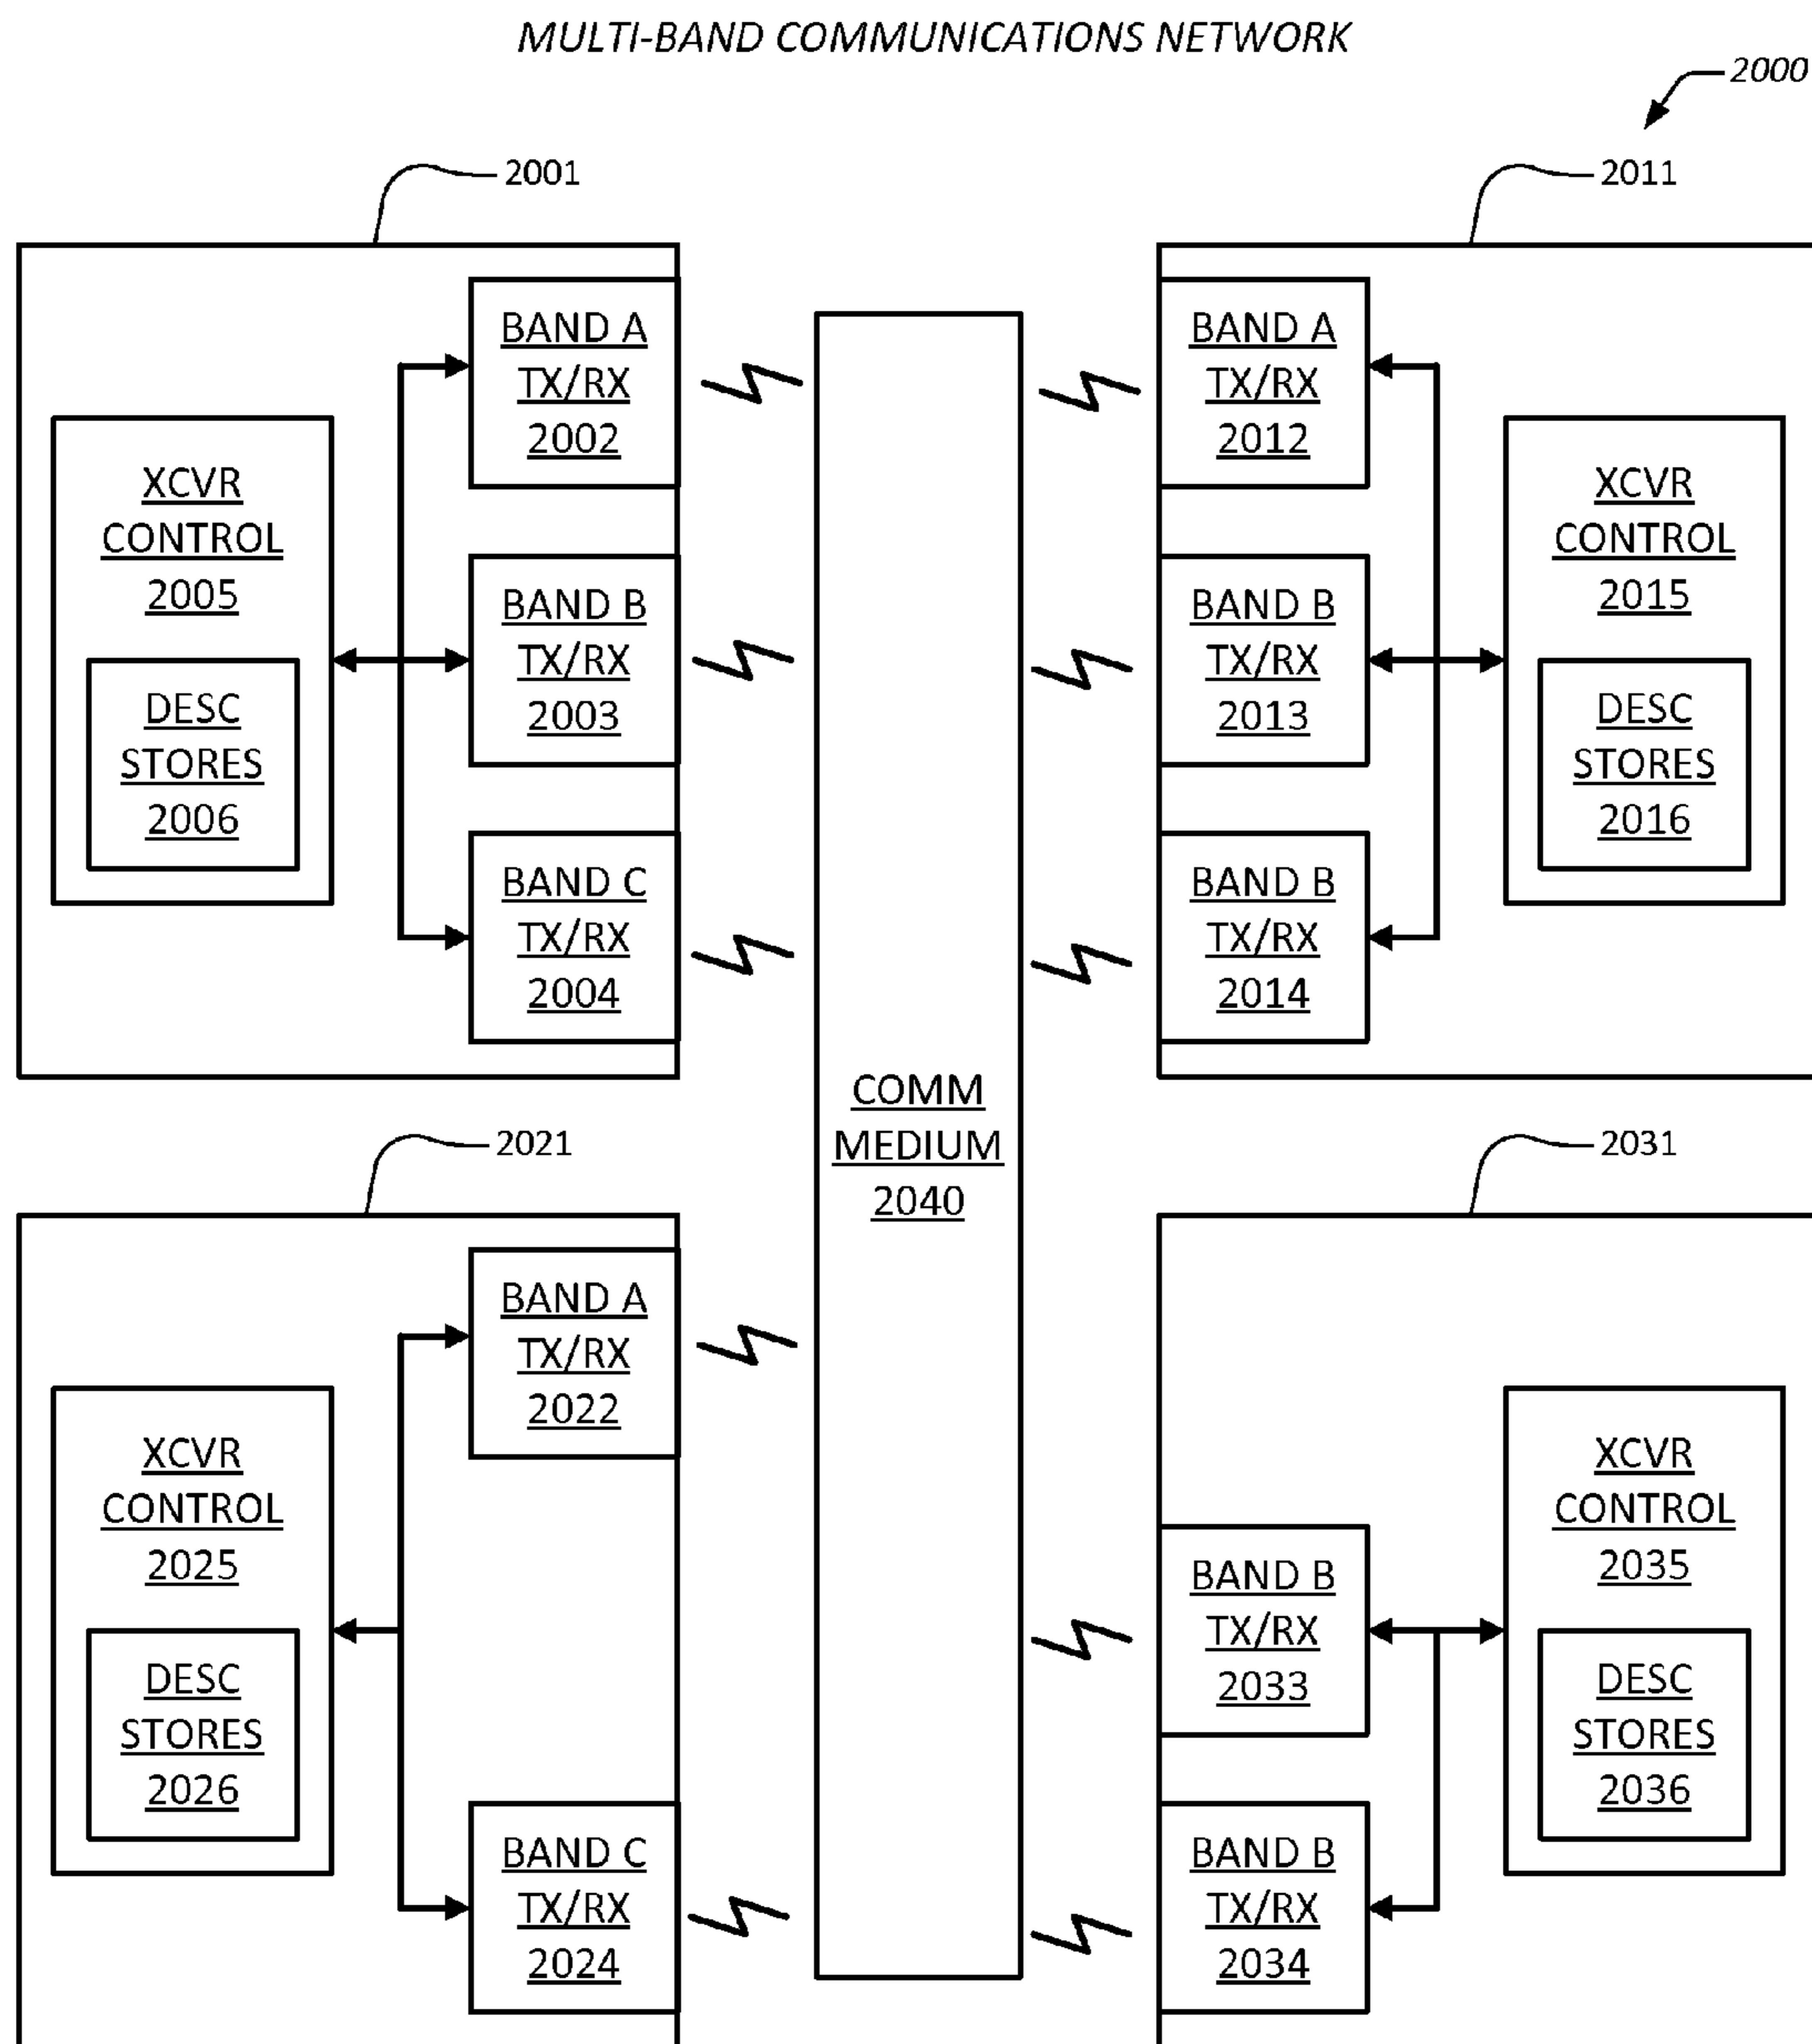 MULTI-BAND COMMUNICATIONS NETWORK
2000
2001
BAND A
TX/RX
2002
XCVR
CONTROL
2005
DESC
STORES
2006
BAND B
TX/RX
2003
BAND C
TX/RX
2004
2011
BAND A
TX/RX
2012
XCVR
CONTROL
2015
DESC
STORES
2016
BAND B
TX/RX
2013
BAND B
TX/RX
2014
COMM
MEDIUM
2040
2021
BAND A
TX/RX
2022
XCVR
CONTROL
2025
DESC
STORES
2026
BAND C
TX/RX
2024
2031
XCVR
CONTROL
2035
DESC
STORES
2036
BAND B
TX/RX
2033
BAND B
TX/RX
2034